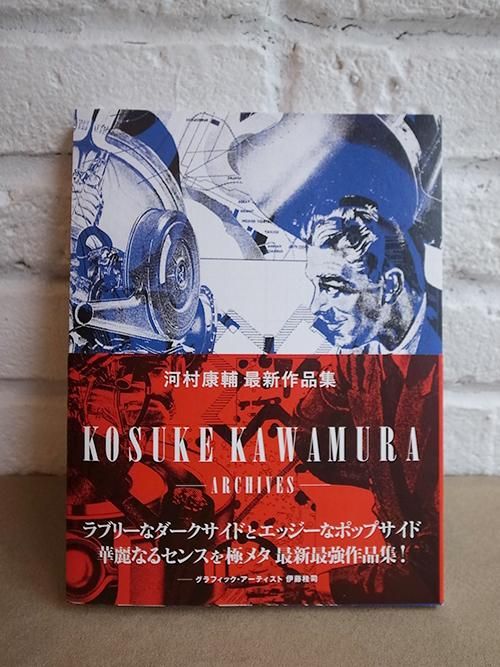 河村康輔 最新作品集
KOSUKE KAWAMURA
ARCHIVES
ラブリーなダークサイドとエッジーなポップサイド
華麗なるセンスを極メタ 最新最強作品集!
グラフィック・アーティスト 伊藤桂司